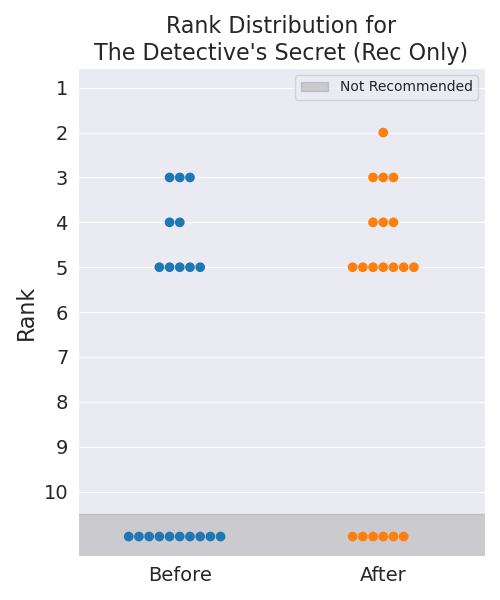 Rank Distribution for
The Detective's Secret (Rec Only)
Not Recommended
1
2
3
4
5
6
7
8
9
10
Rank
Before After